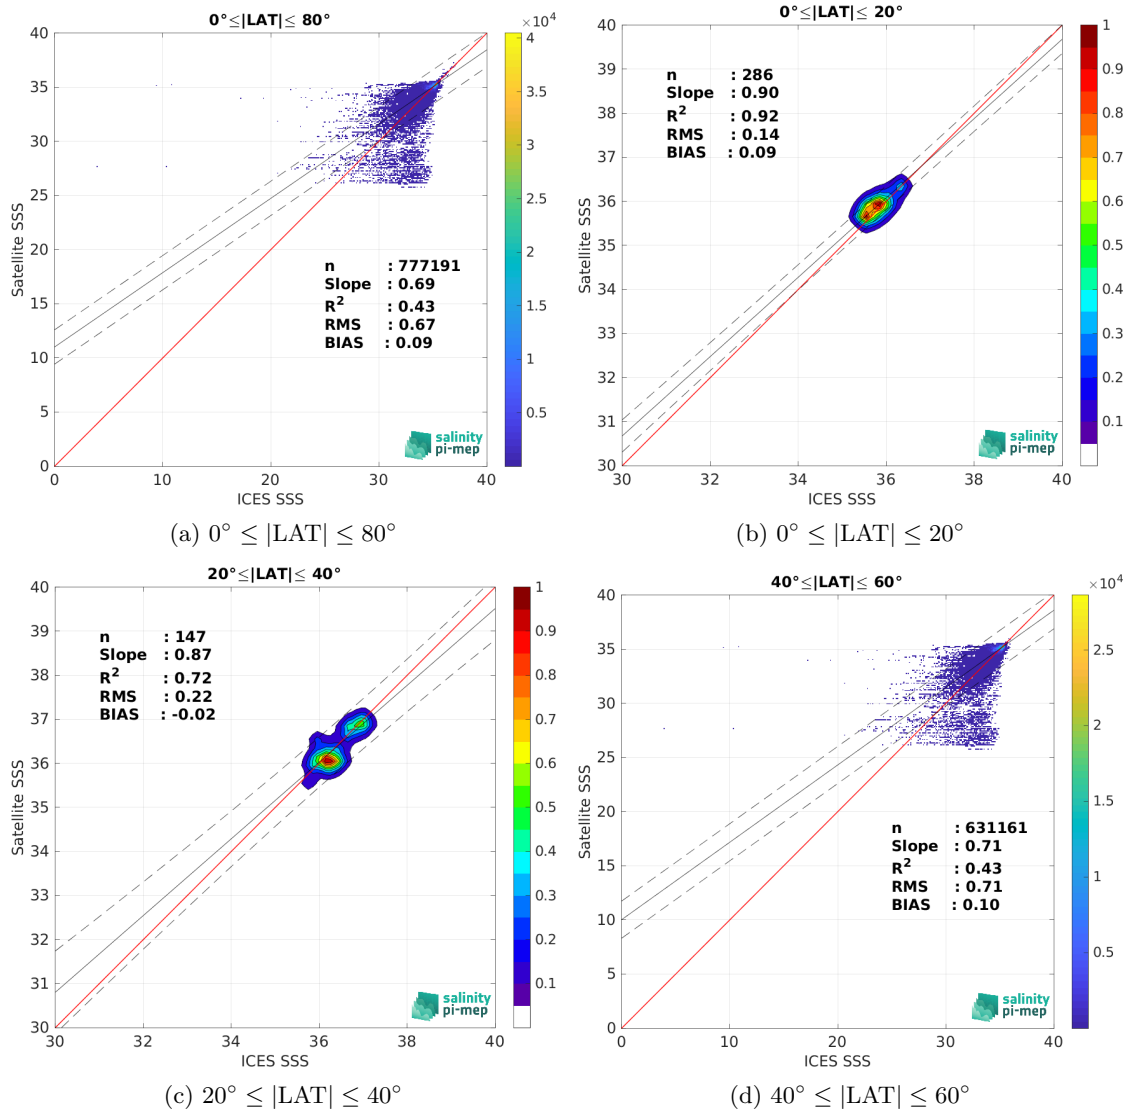 0°≤|LAT|≤ 80°
×10⁴
40
35
30
25
20
15
10
5
0
0
10
20
30
40
Satellite SSS
ICES SSS
n : 777191
Slope : 0.69
R² : 0.43
RMS : 0.67
BIAS : 0.09
4
3.5
3
2.5
2
1.5
1
0.5
salinity
pi-mep
(a) 0° ≤ |LAT| ≤ 80°
0°≤|LAT|≤ 20°
40
39
38
37
36
35
34
33
32
31
30
30
32
34
36
38
40
Satellite SSS
ICES SSS
n : 286
Slope : 0.90
R² : 0.92
RMS : 0.14
BIAS : 0.09
1
0.9
0.8
0.7
0.6
0.5
0.4
0.3
0.2
0.1
salinity
pi-mep
(b) 0° ≤ |LAT| ≤ 20°
20°≤|LAT|≤ 40°
40
39
38
37
36
35
34
33
32
31
30
30
32
34
36
38
40
Satellite SSS
ICES SSS
n : 147
Slope : 0.87
R² : 0.72
RMS : 0.22
BIAS : -0.02
1
0.9
0.8
0.7
0.6
0.5
0.4
0.3
0.2
0.1
salinity
pi-mep
(c) 20° ≤ |LAT| ≤ 40°
40°≤|LAT|≤ 60°
×10⁴
40
35
30
25
20
15
10
5
0
0
10
20
30
40
Satellite SSS
ICES SSS
n : 631161
Slope : 0.71
R² : 0.43
RMS : 0.71
BIAS : 0.10
2.5
2
1.5
1
0.5
salinity
pi-mep
(d) 40° ≤ |LAT| ≤ 60°